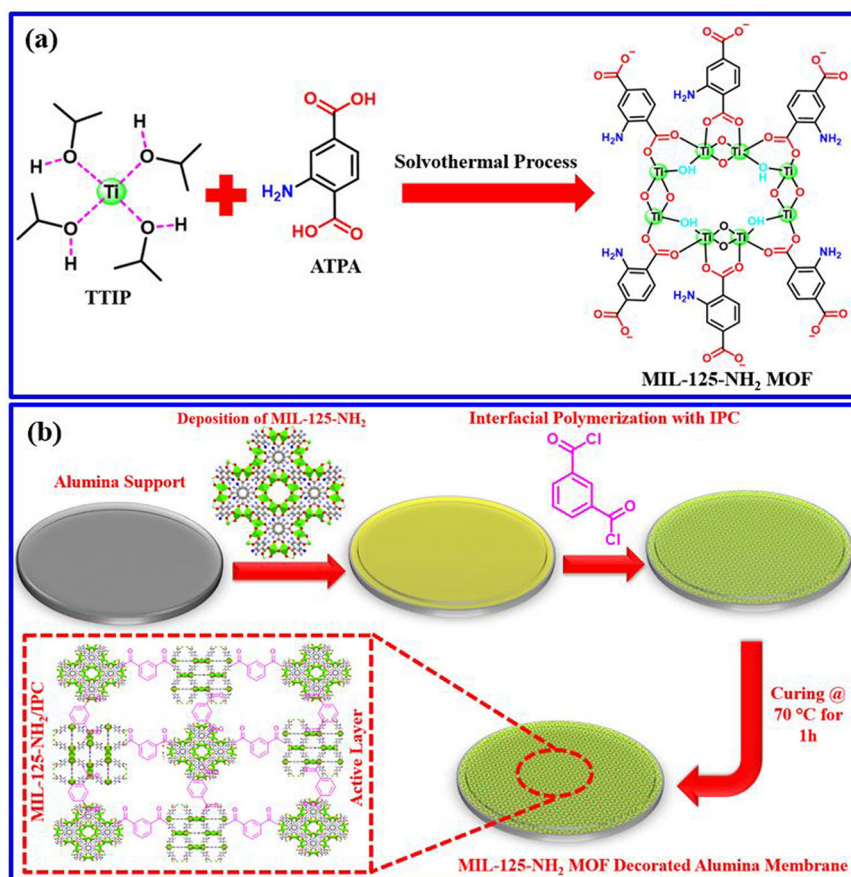 (a)
TTIP
H
O
H
O
Ti
O
H
O
H
ATPA
O
OH
H₂N
HO
O
Solvothermal Process
MIL-125-NH₂ MOF
(b)
Deposition of MIL-125-NH₂
Interfacial Polymerization with IPC
Alumina Support
O
Cl
O
Cl
Curing @
70 °C for
1h
MIL-125-NH₂/IPC
Active Layer
MIL-125-NH₂ MOF Decorated Alumina Membrane